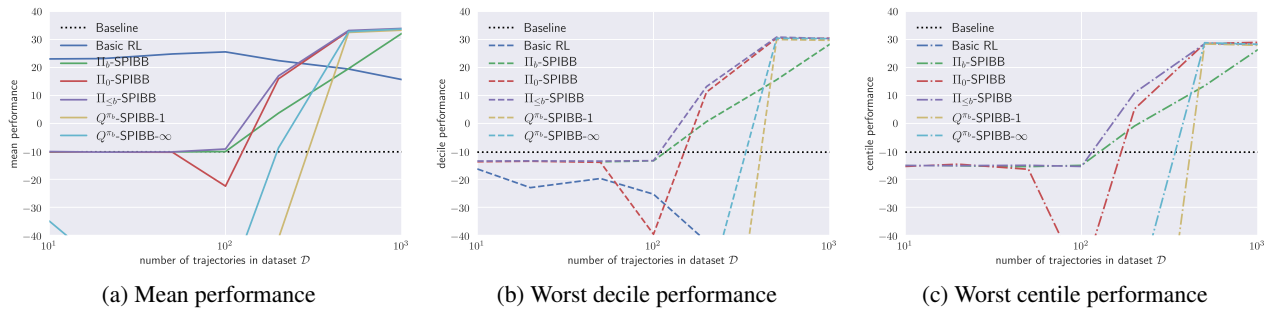 40
30
20
10
0
−10
−20
−30
−40
mean performance
Baseline
Basic RL
Π_b-SPIBB
Π_0-SPIBB
Π_{≤b}-SPIBB
Q^{π_b}-SPIBB-1
Q^{π_b}-SPIBB-∞
10^1
10^2
10^3
number of trajectories in dataset 𝒟
(a) Mean performance
40
30
20
10
0
−10
−20
−30
−40
decile performance
Baseline
Basic RL
Π_b-SPIBB
Π_0-SPIBB
Π_{≤b}-SPIBB
Q^{π_b}-SPIBB-1
Q^{π_b}-SPIBB-∞
10^1
10^2
10^3
number of trajectories in dataset 𝒟
(b) Worst decile performance
40
30
20
10
0
−10
−20
−30
−40
centile performance
Baseline
Basic RL
Π_b-SPIBB
Π_0-SPIBB
Π_{≤b}-SPIBB
Q^{π_b}-SPIBB-1
Q^{π_b}-SPIBB-∞
10^1
10^2
10^3
number of trajectories in dataset 𝒟
(c) Worst centile performance